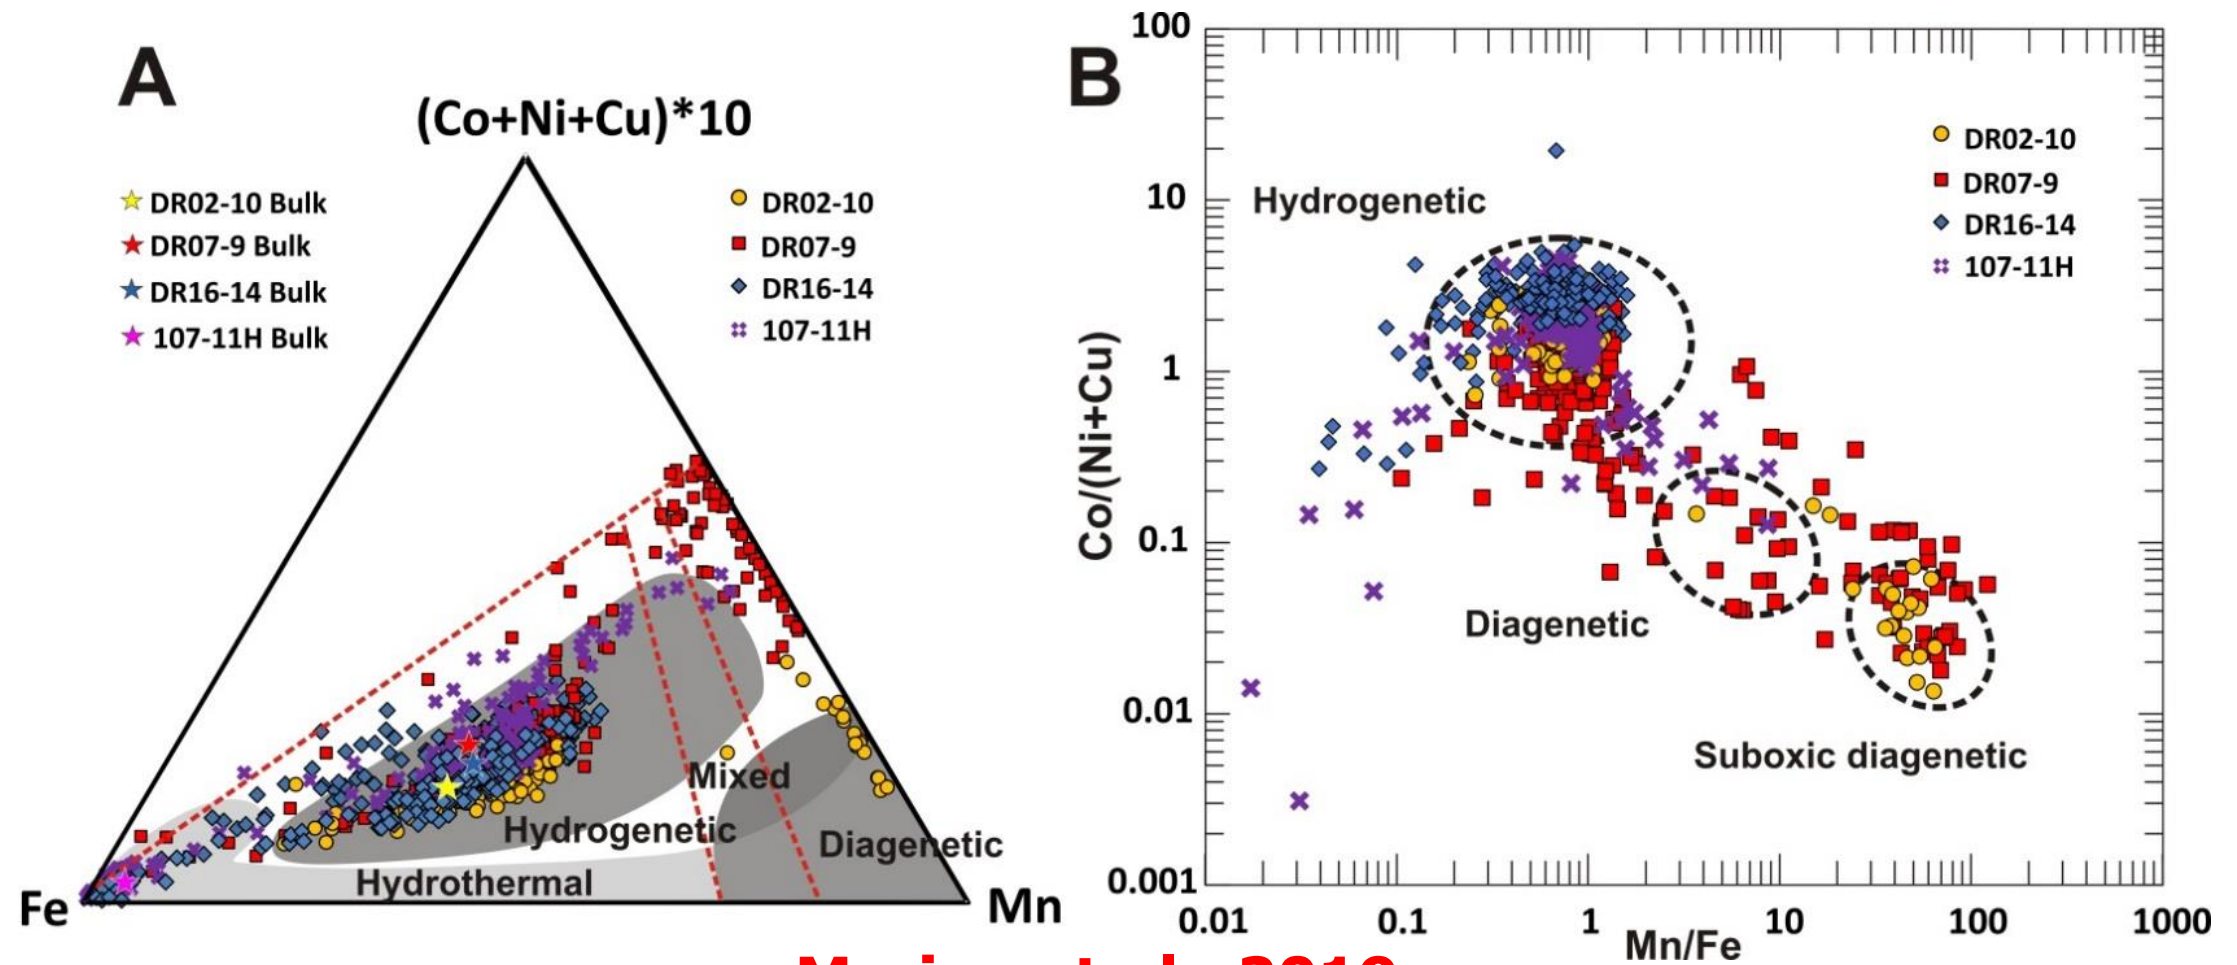 A
(Co+Ni+Cu)*10
DR02-10 Bulk
DR07-9 Bulk
DR16-14 Bulk
107-11H Bulk
DR02-10
DR07-9
DR16-14
107-11H
Mixed
Hydrogenetic
Diagenetic
Hydrothermal
Fe
Mn
B
100
10
1
0.1
0.01
0.001
Co/(Ni+Cu)
DR02-10
DR07-9
DR16-14
107-11H
Hydrogenetic
Diagenetic
Suboxic diagenetic
0.01
0.1
1
10
100
1000
Mn/Fe